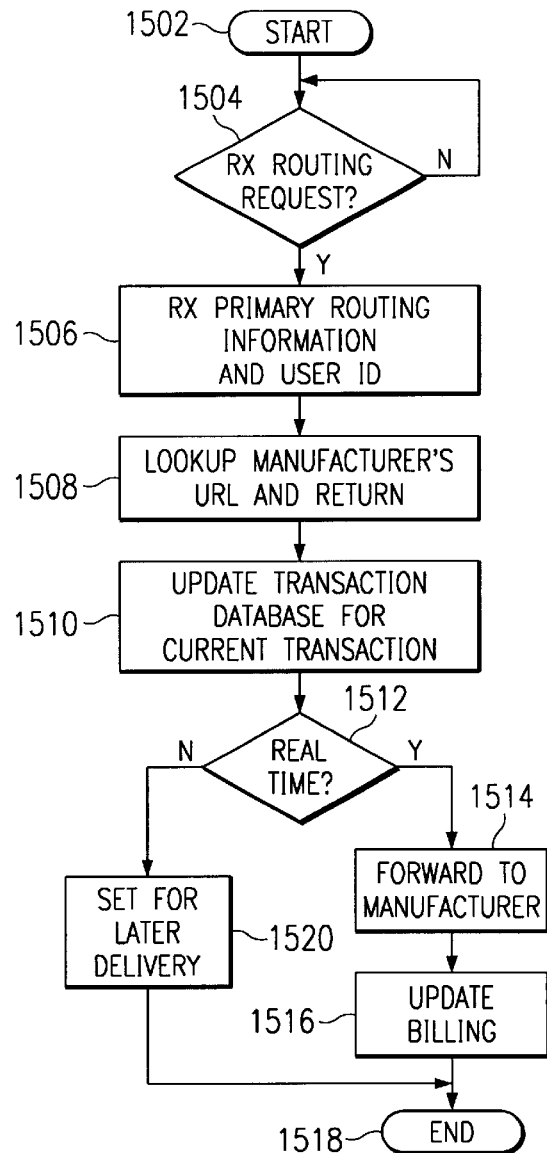 1502
START
1504
RX ROUTING
REQUEST?
N
Y
1506
RX PRIMARY ROUTING
INFORMATION
AND USER ID
1508
LOOKUP MANUFACTURER'S
URL AND RETURN
1510
UPDATE TRANSACTION
DATABASE FOR
CURRENT TRANSACTION
1512
N
REAL
TIME?
Y
1514
FORWARD TO
MANUFACTURER
SET FOR
LATER
DELIVERY
1520
1516
UPDATE
BILLING
1518
END